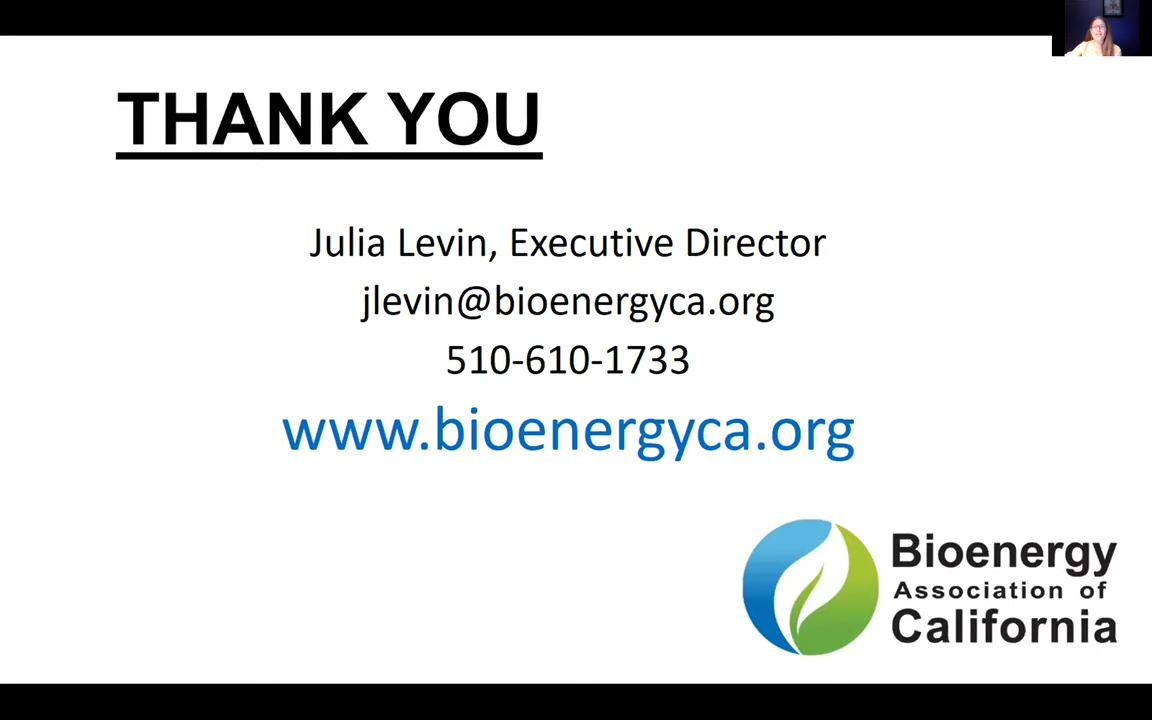 THANK YOU
Julia Levin, Executive Director
jlevin@bioenergyca.org
510-610-1733
www.bioenergyca.org
Bioenergy
Association of
California